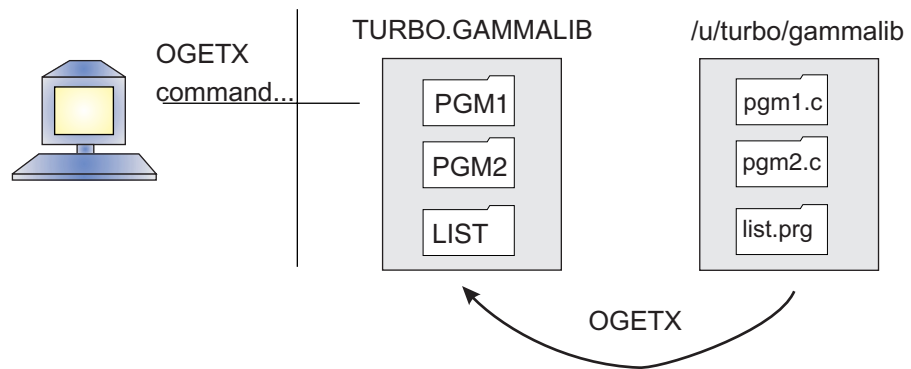 OGETX
command...
TURBO.GAMMALIB
PGM1
PGM2
LIST
/u/turbo/gammalib
pgm1.c
pgm2.c
list.prg
OGETX